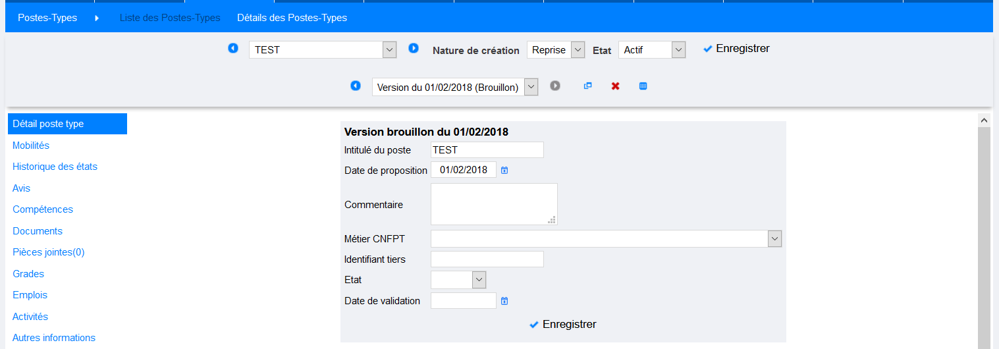 Postes-Types Liste des Postes-Types Détails des Postes-Types
TEST Nature de création Reprise Etat Actif Enregistrer
Version du 01/02/2018 (Brouillon)
Détail poste type
Mobilités
Historique des états
Avis
Compétences
Documents
Pièces jointes(0)
Grades
Emplois
Activités
Autres informations
Version brouillon du 01/02/2018
Intitulé du poste TEST
Date de proposition 01/02/2018
Commentaire
Métier CNFPT
Identifiant tiers
Etat
Date de validation
Enregistrer